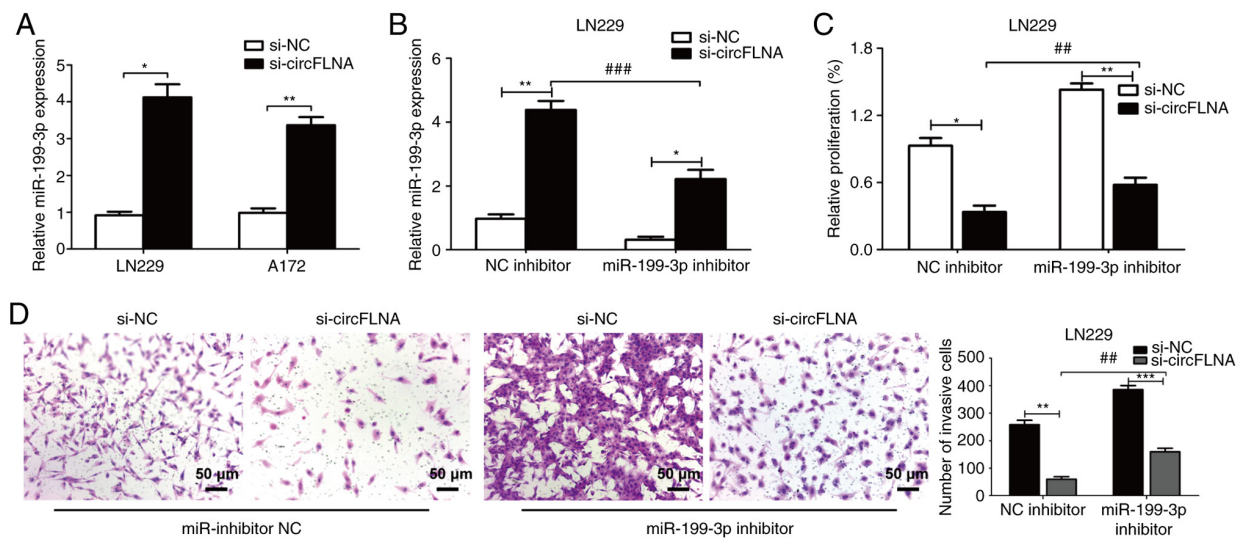 A
si-NC
si-circFLNA
Relative miR-199-3p expression
5
4
3
2
1
0
*
**
LN229
A172
B
LN229
si-NC
si-circFLNA
Relative miR-199-3p expression
6
4
2
0
**
###
*
NC inhibitor
miR-199-3p inhibitor
C
LN229
si-NC
si-circFLNA
Relative proliferation (%)
1.8
1.2
0.6
0.0
*
##
**
NC inhibitor
miR-199-3p inhibitor
D
si-NC
si-circFLNA
si-NC
si-circFLNA
50 µm
50 µm
50 µm
50 µm
miR-inhibitor NC
miR-199-3p inhibitor
LN229
si-NC
si-circFLNA
Number of invasive cells
500
400
300
200
100
0
**
##
***
NC inhibitor
miR-199-3p
inhibitor